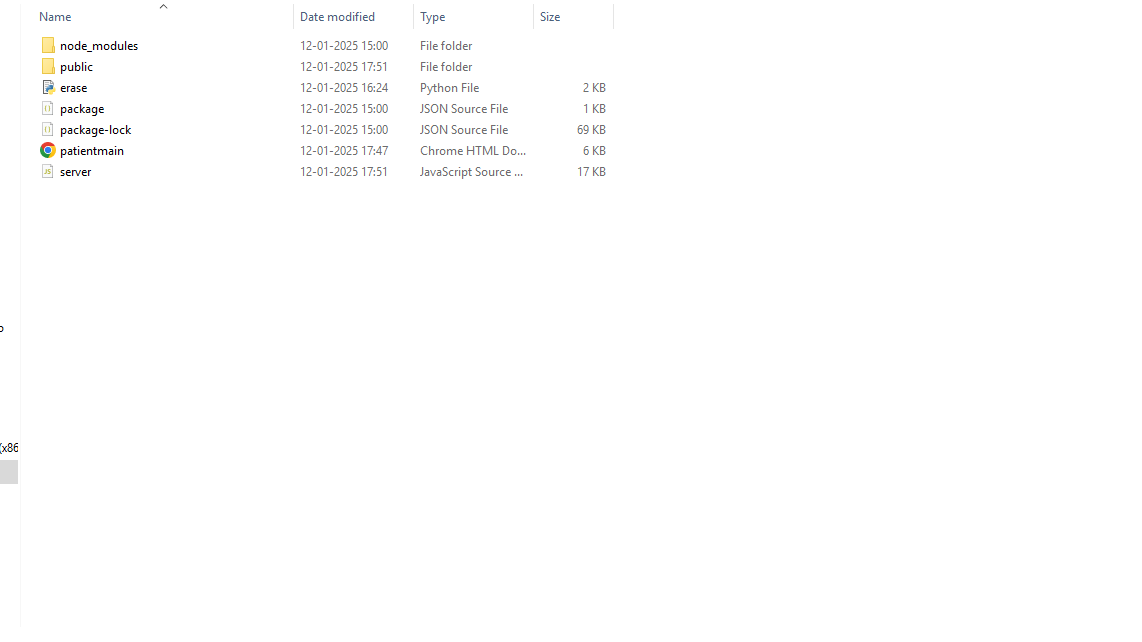 Name Date modified Type Size
node_modules 12-01-2025 15:00 File folder
public 12-01-2025 17:51 File folder
erase 12-01-2025 16:24 Python File 2 KB
package 12-01-2025 15:00 JSON Source File 1 KB
package-lock 12-01-2025 15:00 JSON Source File 69 KB
patientmain 12-01-2025 17:47 Chrome HTML Do... 6 KB
server 12-01-2025 17:51 JavaScript Source ... 17 KB
(x86